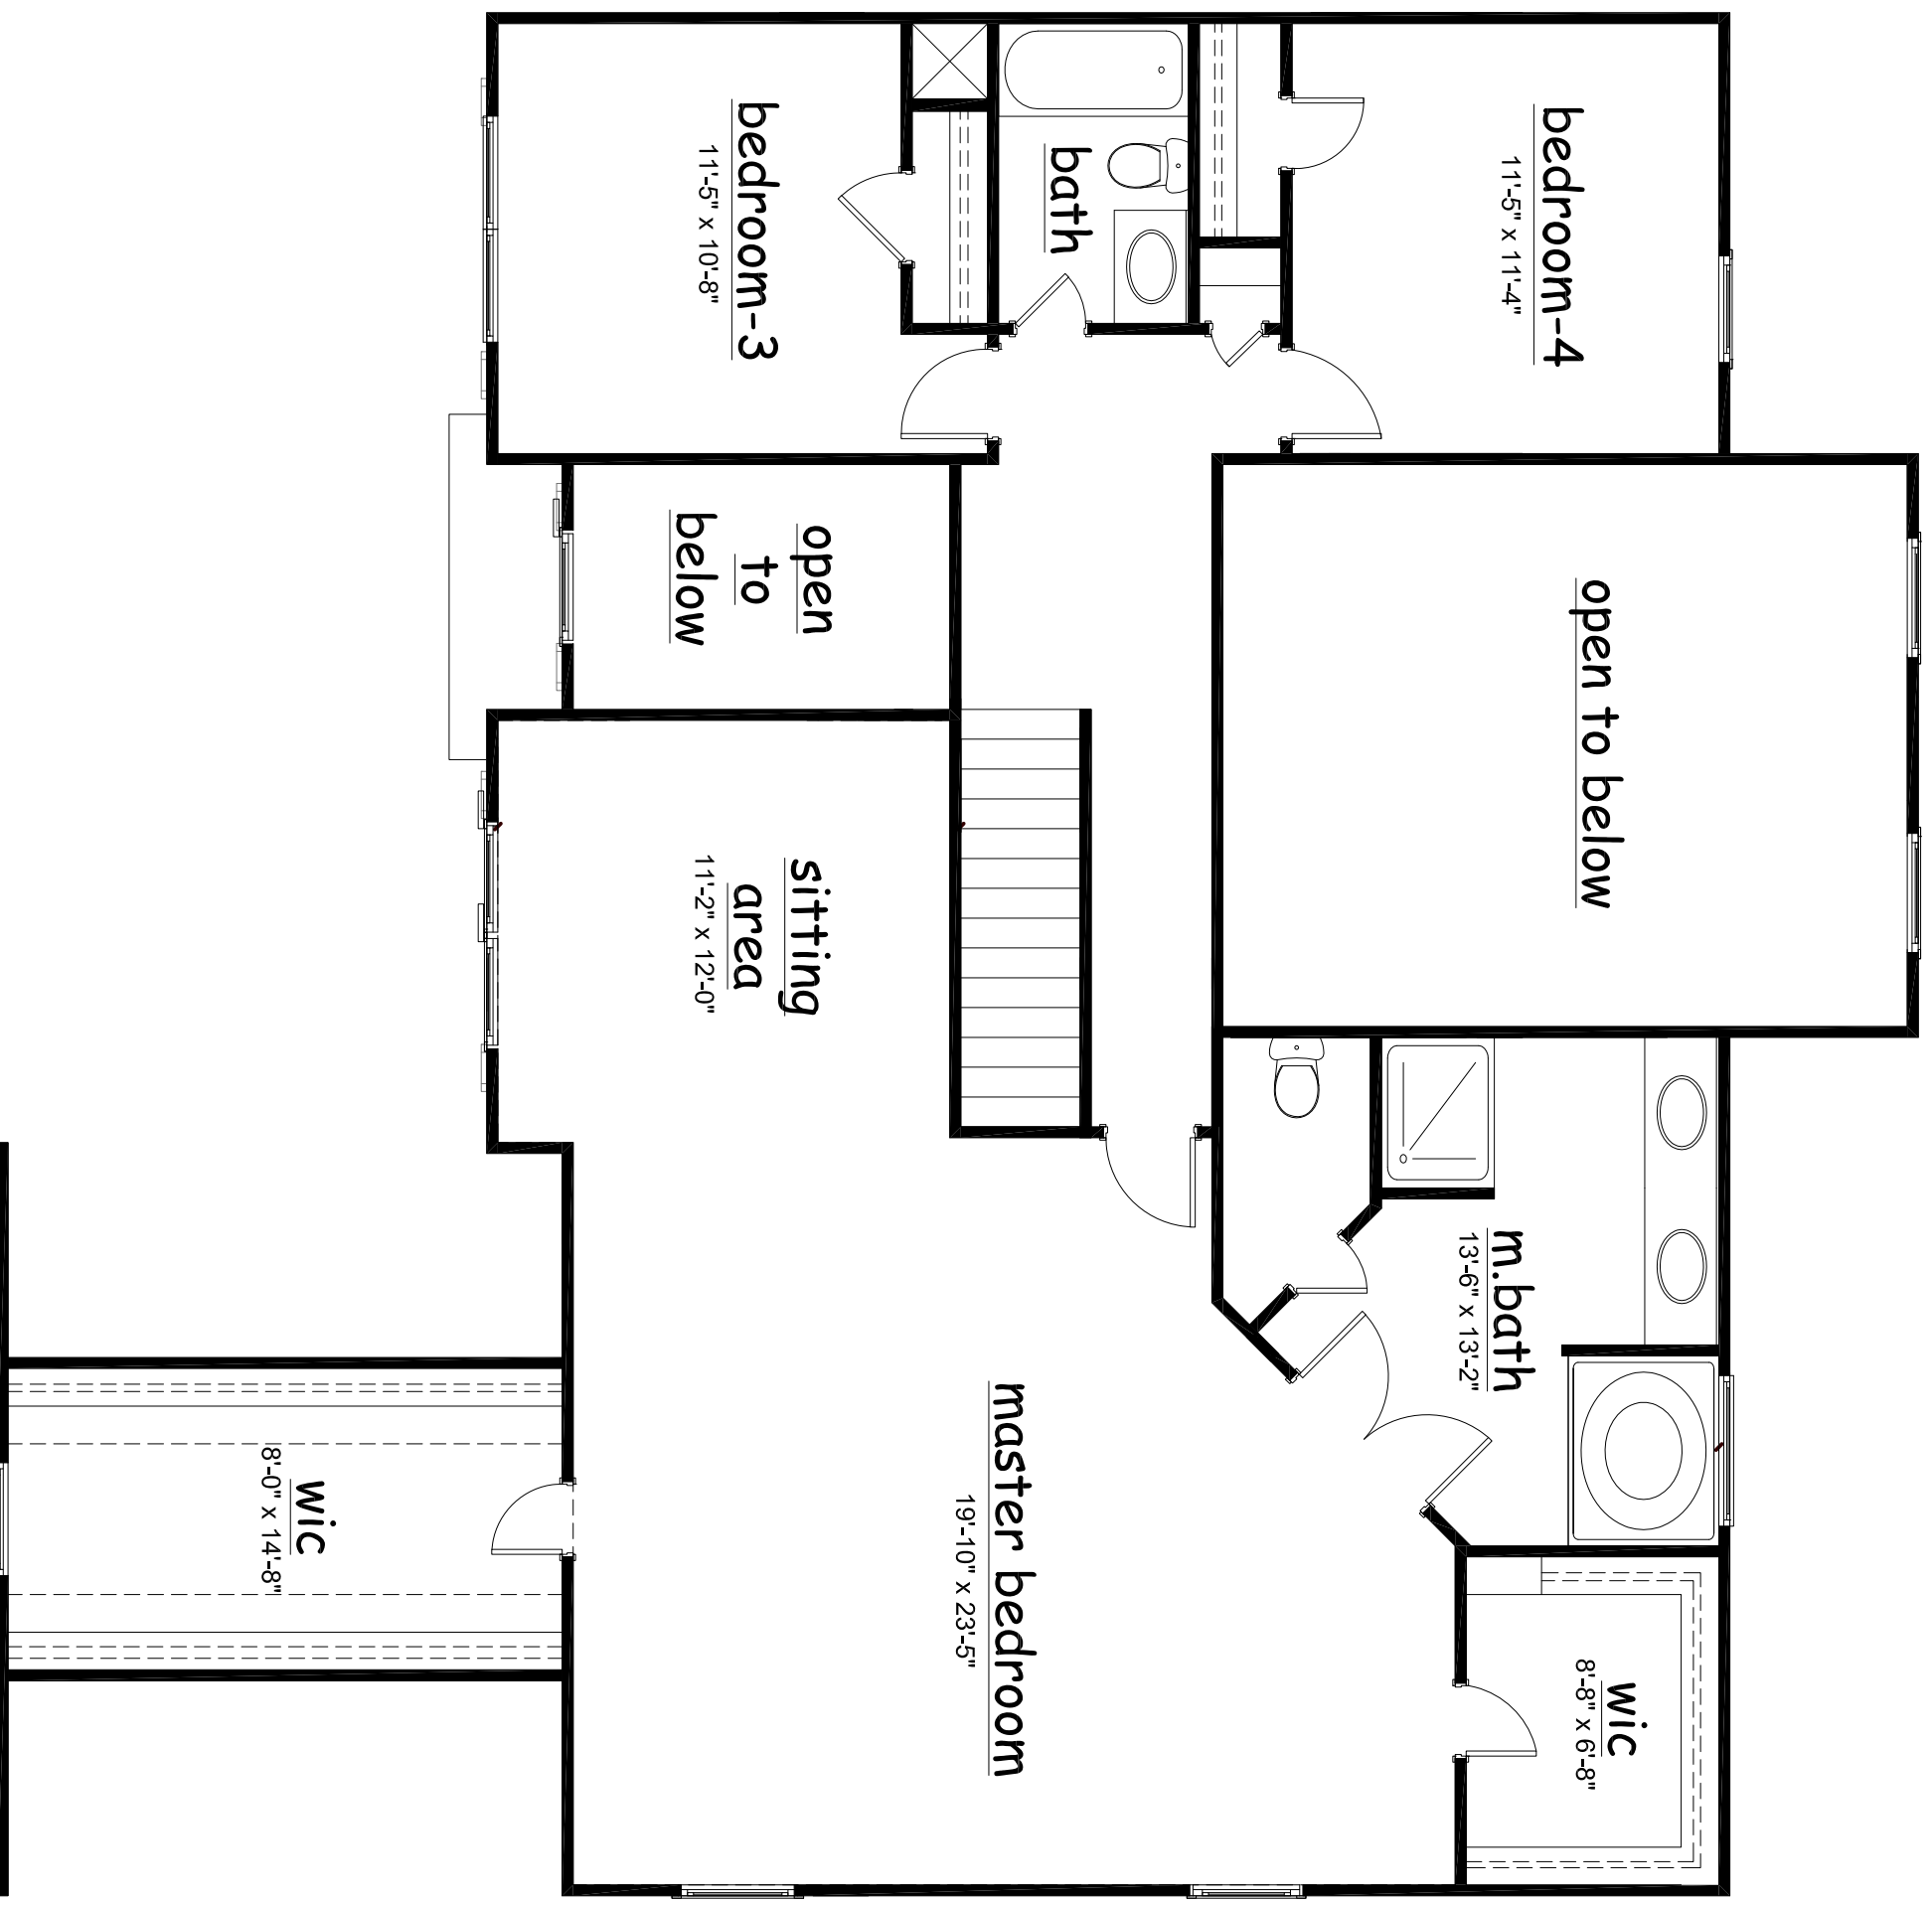 bedroom-4
11'-5" x 11'-4"
bath
bedroom-3
11'-5" x 10'-8"
open to below
open
to
below
sitting
area
11'-2" x 12'-0"
m.bath
13'-6" x 13'-2"
master bedroom
19'-10" x 23'-5"
wic
8'-8" x 6'-8"
wic
8'-0" x 14'-8"